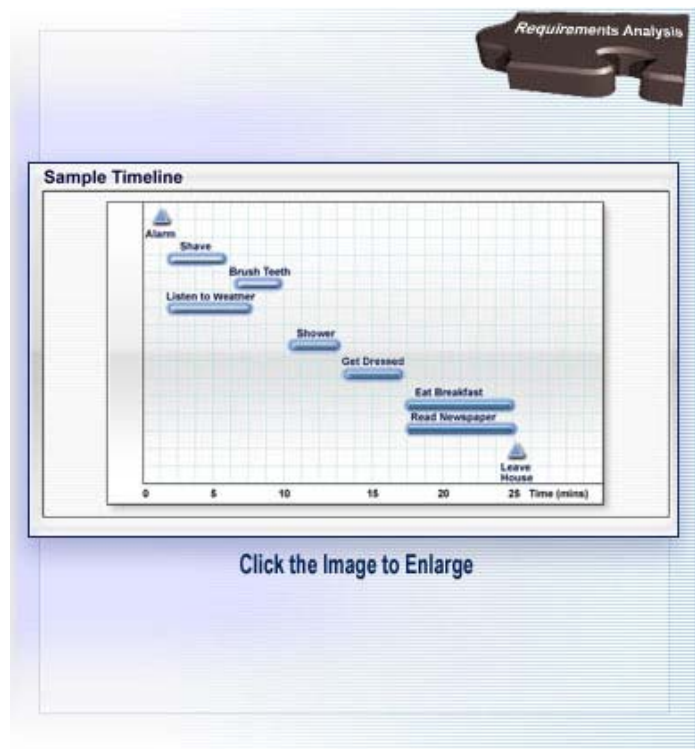 Requirements Analysis
Sample Timeline
Alarm
Shave
Brush Teeth
Listen to Weather
Shower
Get Dressed
Eat Breakfast
Read Newspaper
Leave
House
0 5 10 15 20 25 Time (mins)
Click the Image to Enlarge